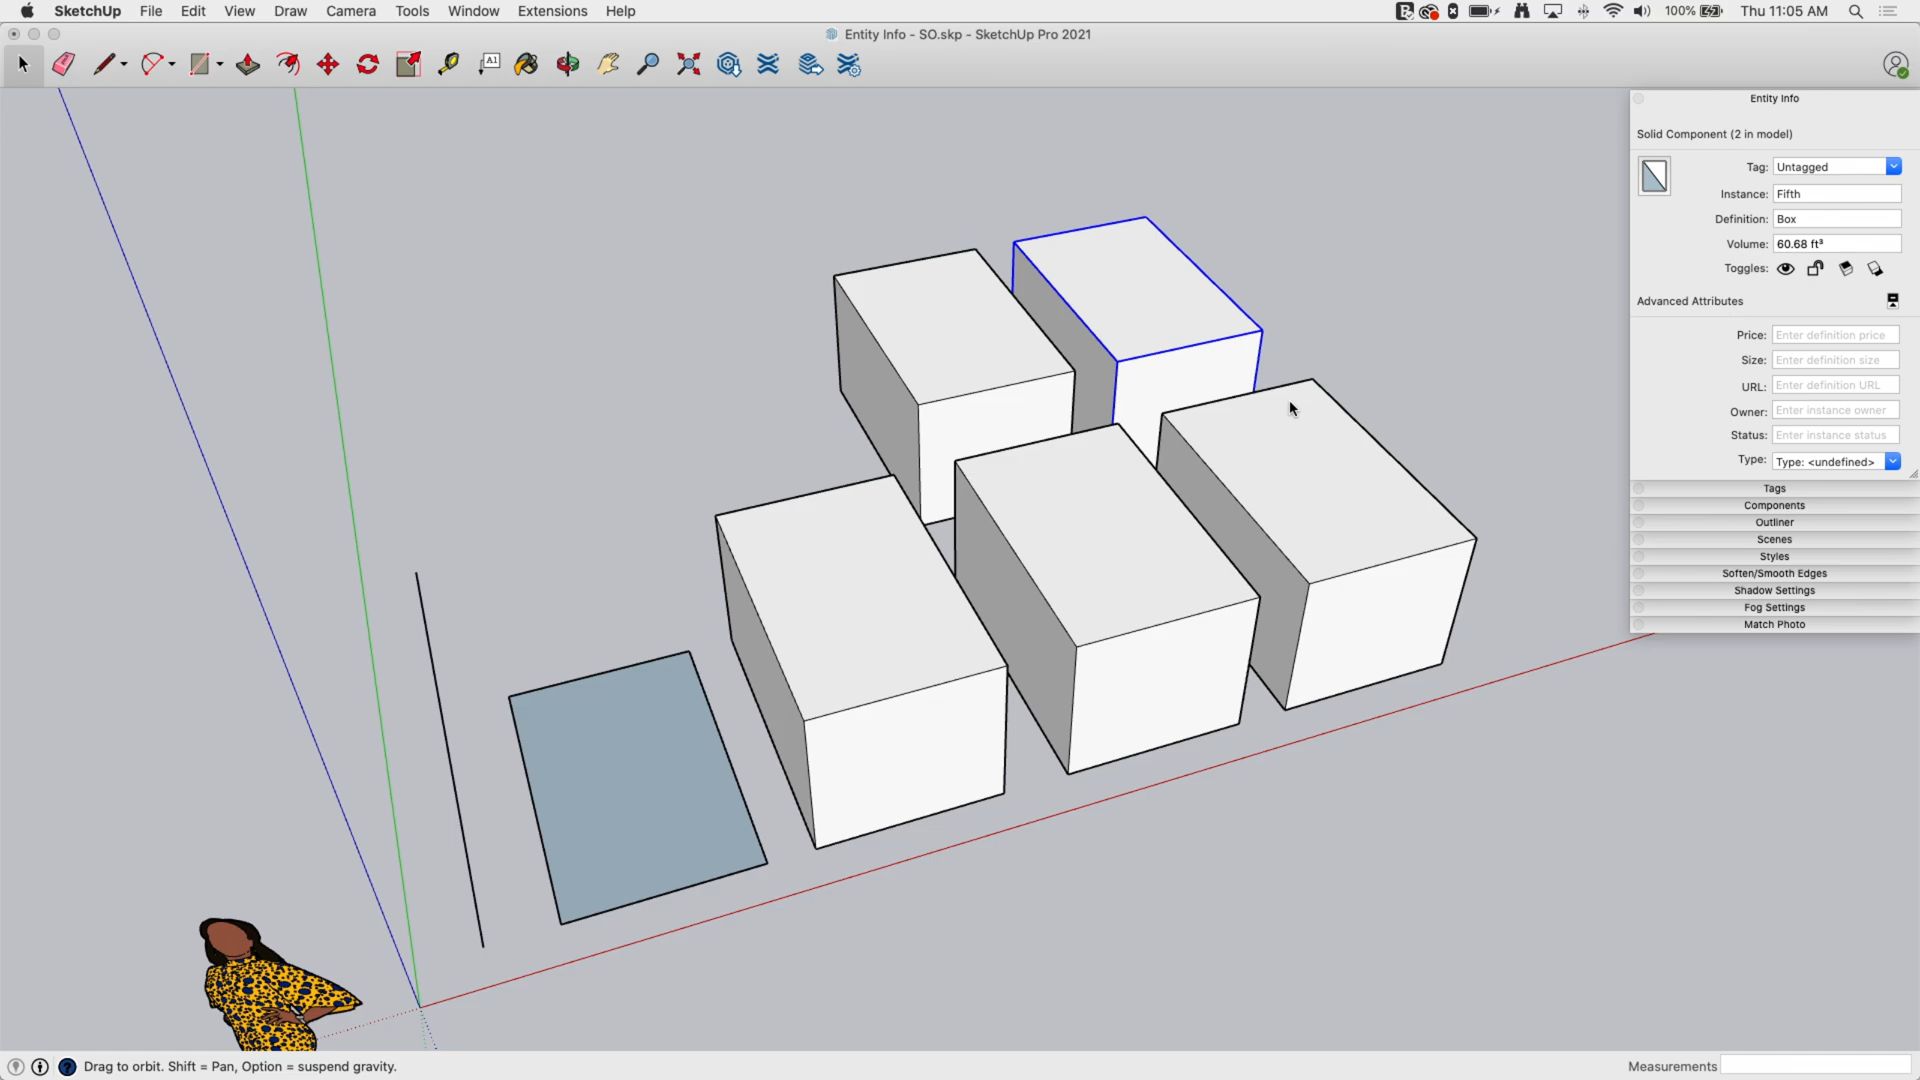 SketchUp File Edit View Draw Camera Tools Window Extensions Help 100% Thu 11:05 AM
Entity Info - SO.skp - SketchUp Pro 2021
A1
Entity Info
Solid Component (2 in model)
Tag: Untagged
Instance: Fifth
Definition: Box
Volume: 60.68 ft³
Toggles:
Advanced Attributes
Price: Enter definition price
Size: Enter definition size
URL: Enter definition URL
Owner: Enter instance owner
Status: Enter instance status
Type: Type: <undefined>
Tags
Components
Outliner
Scenes
Styles
Soften/Smooth Edges
Shadow Settings
Fog Settings
Match Photo
Drag to orbit. Shift = Pan, Option = suspend gravity.
Measurements